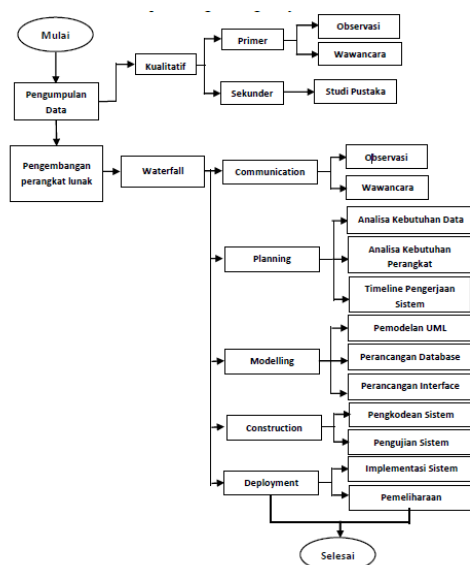 Mulai
Observasi
Primer
Wawancara
Kualitatif
Pengumpulan
Data
Sekunder
Studi Pustaka
Pengembangan
perangkat lunak
Waterfall
Communication
Observasi
Wawancara
Planning
Analisa Kebutuhan Data
Analisa Kebutuhan
Perangkat
Timeline Pengerjaan
Sistem
Modelling
Pemodelan UML
Perancangan Database
Perancangan Interface
Construction
Pengkodean Sistem
Pengujian Sistem
Deployment
Implementasi Sistem
Pemeliharaan
Selesai